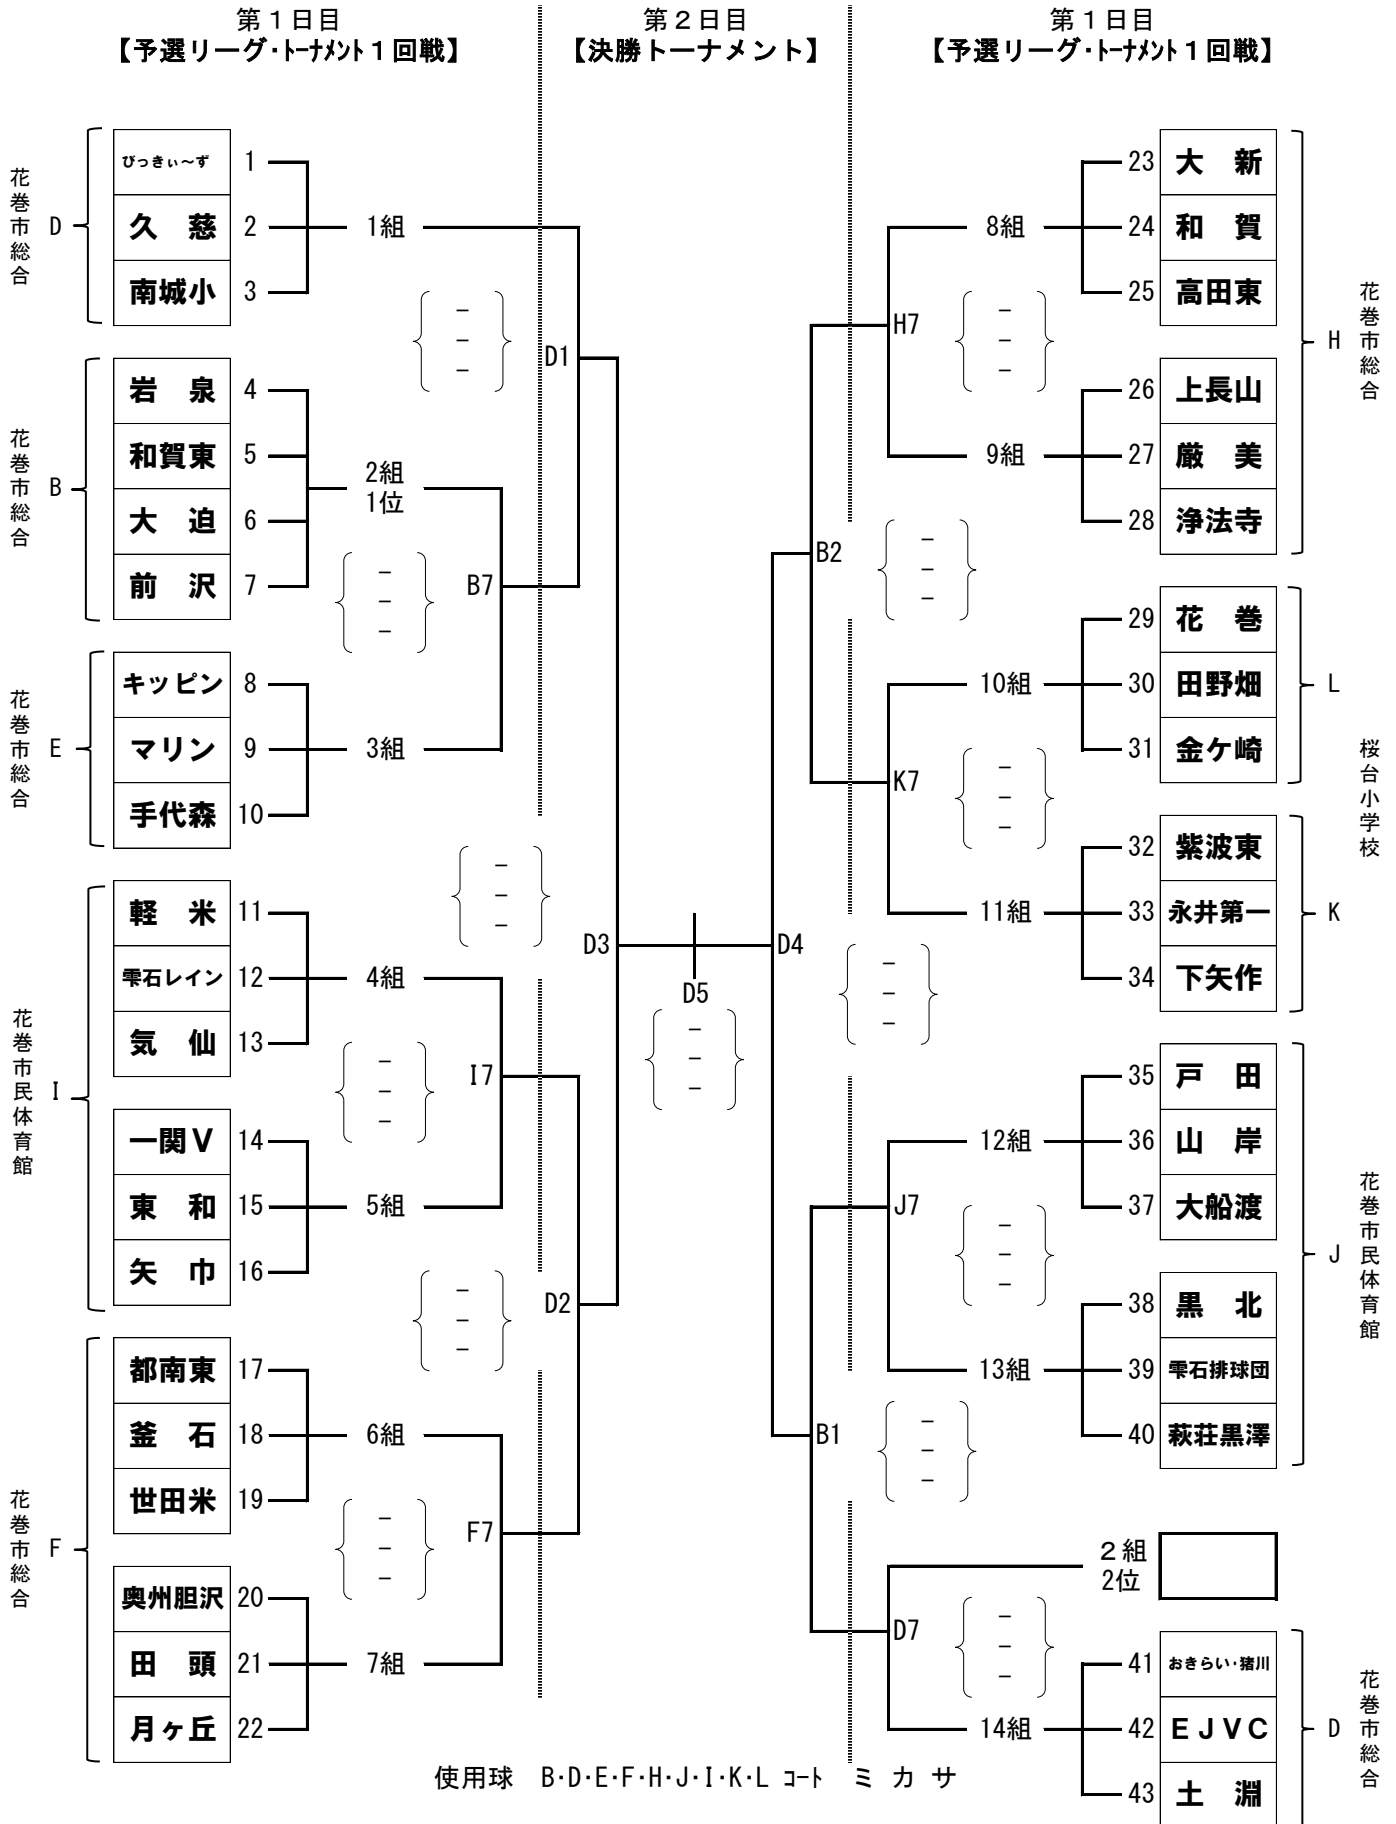 第１日目
【予選リーグ・トーナメント１回戦】
第２日目
【決勝トーナメント】
第１日目
【予選リーグ・トーナメント１回戦】
花巻市総合
D
びっきぃ～ず 1
久　慈 2
南城小 3
1組
－
－
－
D1
花巻市総合
B
岩　泉 4
和賀東 5
大　迫 6
前　沢 7
2組
1位
－
－
－
B7
花巻市総合
E
キッピン 8
マリン 9
手代森 10
3組
－
－
－
花巻市民体育館
I
軽　米 11
雫石レイン 12
気　仙 13
4組
－
－
－
I7
一関Ｖ 14
東　和 15
矢　巾 16
5組
－
－
－
D2
花巻市総合
F
都南東 17
釜　石 18
世田米 19
6組
－
－
－
F7
奥州胆沢 20
田　頭 21
月ヶ丘 22
7組
D3
D4
D5
－
－
－
23 大　新
24 和　賀
25 高田東
8組
－
－
－
H7
花巻市総合
H
26 上長山
27 厳　美
28 浄法寺
9組
B2
－
－
－
29 花　巻
30 田野畑
31 金ケ崎
10組
L
－
－
－
K7
桜台小学校
32 紫波東
33 永井第一
34 下矢作
11組
K
－
－
－
35 戸　田
36 山　岸
37 大船渡
12組
J7
－
－
－
花巻市民体育館
J
38 黒　北
39 雫石排球団
40 萩荘黒澤
13組
B1
－
－
－
２組
2位
D7
－
－
－
41 おきらい・猪川
42 ＥＪＶＣ
43 土　淵
14組
D
花巻市総合
使用球　B・D・E・F・H・J・I・K・L コート　ミ カ サ